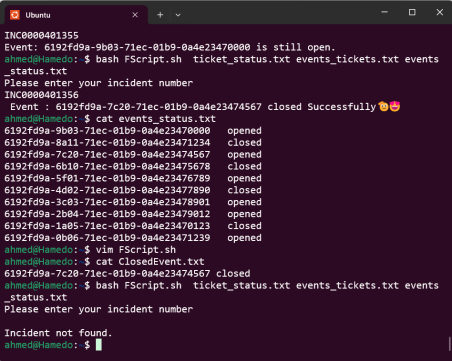 Ubuntu
INC0000401355
Event: 6192fd9a-9b03-71ec-01b9-0a4e23470000 is still open.
ahmed@Hamedo:~$ bash FScript.sh  ticket_status.txt events_tickets.txt events
_status.txt
Please enter your incident number
INC0000401356
 Event : 6192fd9a-7c20-71ec-01b9-0a4e23474567 closed Successfully🫡🤩
ahmed@Hamedo:~$ cat events_status.txt
6192fd9a-9b03-71ec-01b9-0a4e23470000   opened
6192fd9a-8a11-71ec-01b9-0a4e23471234   closed
6192fd9a-7c20-71ec-01b9-0a4e23474567   opened
6192fd9a-6b10-71ec-01b9-0a4e23475678   closed
6192fd9a-5f01-71ec-01b9-0a4e23476789   opened
6192fd9a-4d02-71ec-01b9-0a4e23477890   closed
6192fd9a-3c03-71ec-01b9-0a4e23478901   opened
6192fd9a-2b04-71ec-01b9-0a4e23479012   opened
6192fd9a-1a05-71ec-01b9-0a4e23470123   closed
6192fd9a-0b06-71ec-01b9-0a4e23471239   opened
ahmed@Hamedo:~$ vim FScript.sh
ahmed@Hamedo:~$ cat ClosedEvent.txt
6192fd9a-7c20-71ec-01b9-0a4e23474567 closed
ahmed@Hamedo:~$ bash FScript.sh  ticket_status.txt events_tickets.txt events
_status.txt
Please enter your incident number
Incident not found.
ahmed@Hamedo:~$